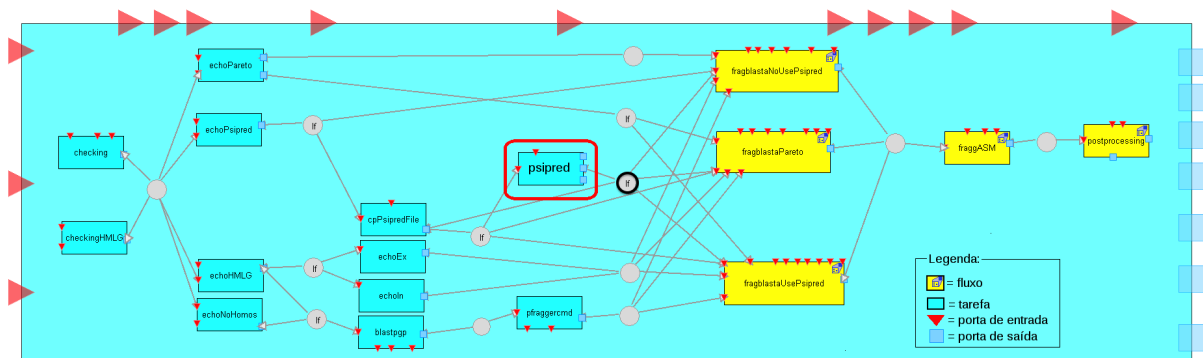 echoPareto
fragblastaNoUsePsipred
If
echoPsipred
If
checking
fraggASM
postprocessing
fragblastaPareto
psipred
If
cpPsipredFile
checkingHMLG
If
echoEx
echoHMLG
If
fragblastaUsePsipred
echoIn
echoNoHomos
pfraggercmd
If
blastpgp
Legenda:
= fluxo
= tarefa
= porta de entrada
= porta de saída